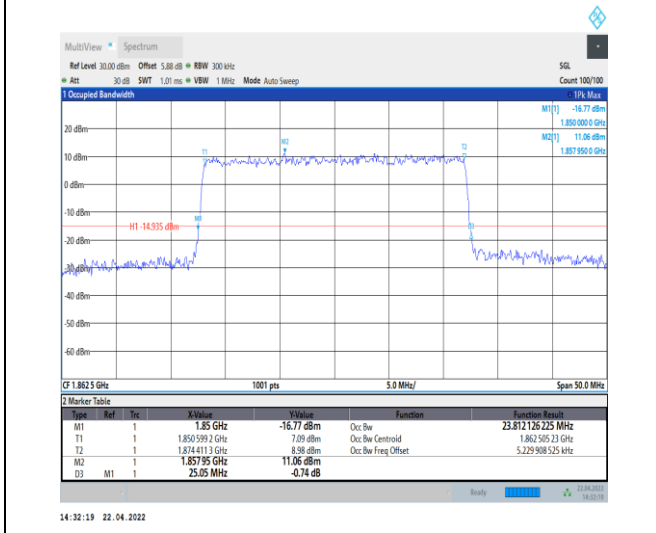 MultiView Spectrum
Ref Level 30.00 dBm Offset 5.88 dB RBW 300 kHz SGL
Att 30 dB SWT 1.01 ms VBW 1 MHz Mode Auto Sweep Count 100/100
1 Occupied Bandwidth 1Pk Max
M1[1] -16.77 dBm
1.850 000 0 GHz
M2[1] 11.06 dBm
1.857 950 0 GHz
20 dBm
M2
T1
T2
10 dBm
0 dBm
-10 dBm
M1
H1 -14.935 dBm
D3
-20 dBm
-30 dBm
-40 dBm
-50 dBm
-60 dBm
CF 1.862 5 GHz 1001 pts 5.0 MHz/ Span 50.0 MHz
2 Marker Table
Type Ref Trc X-Value Y-Value Function Function Result
M1 1 1.85 GHz -16.77 dBm Occ Bw 23.812 126 225 MHz
T1 1 1.850 599 2 GHz 7.09 dBm Occ Bw Centroid 1.862 505 23 GHz
T2 1 1.874 411 3 GHz 8.98 dBm Occ Bw Freq Offset 5.229 908 525 kHz
M2 1 1.857 95 GHz 11.06 dBm
D3 M1 1 25.05 MHz -0.74 dB
Ready 22.04.2022
14:32:19
14:32:19 22.04.2022